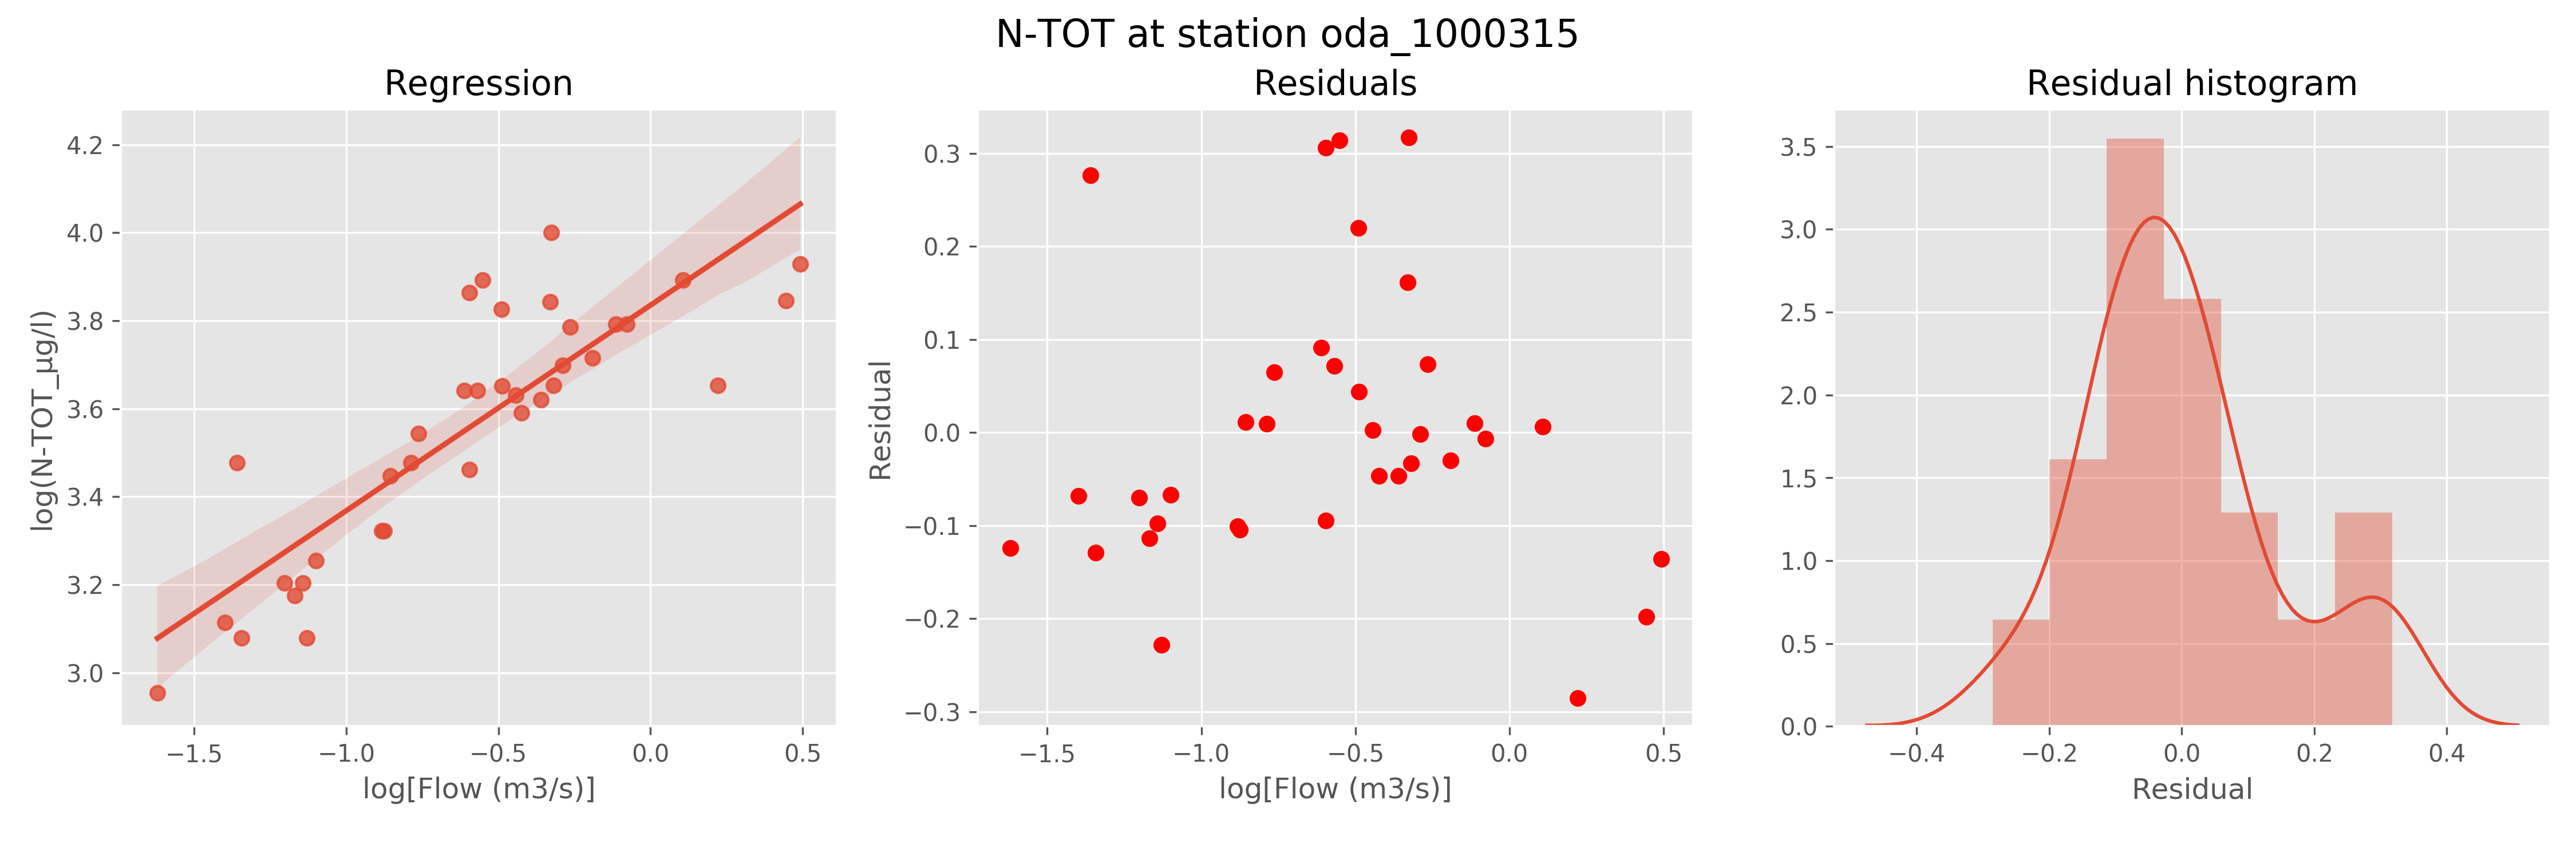 N-TOT at station oda_1000315
Regression
4.2
4.0
3.8
3.6
3.4
3.2
3.0
log(N-TOT_µg/l)
−1.5 −1.0 −0.5 0.0 0.5
log[Flow (m3/s)]
Residuals
0.3
0.2
0.1
0.0
−0.1
−0.2
−0.3
Residual
−1.5 −1.0 −0.5 0.0 0.5
log[Flow (m3/s)]
Residual histogram
3.5
3.0
2.5
2.0
1.5
1.0
0.5
0.0
−0.4 −0.2 0.0 0.2 0.4
Residual